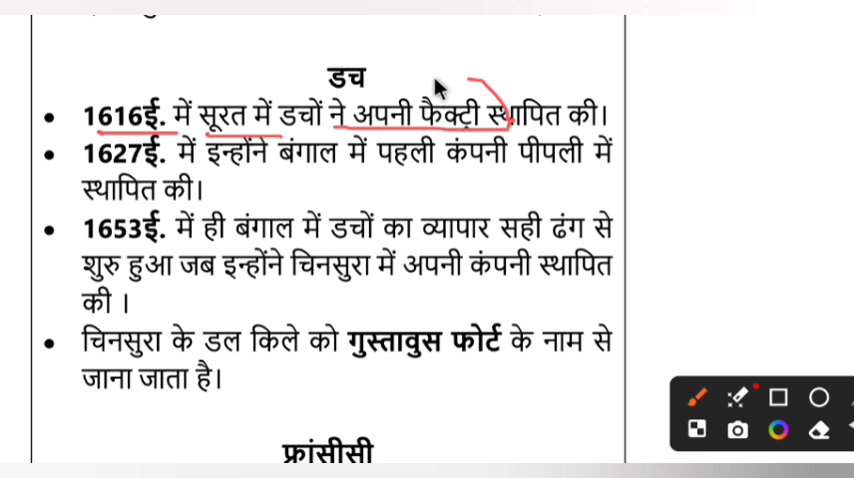 डच
• 1616ई. में सूरत में डचों ने अपनी फैक्ट्री स्थापित की।
• 1627ई. में इन्होंने बंगाल में पहली कंपनी पीपली में
स्थापित की।
• 1653ई. में ही बंगाल में डचों का व्यापार सही ढंग से
शुरु हुआ जब इन्होंने चिनसुरा में अपनी कंपनी स्थापित
की ।
• चिनसुरा के डल किले को गुस्तावुस फोर्ट के नाम से
जाना जाता है।
फ्रांसीसी